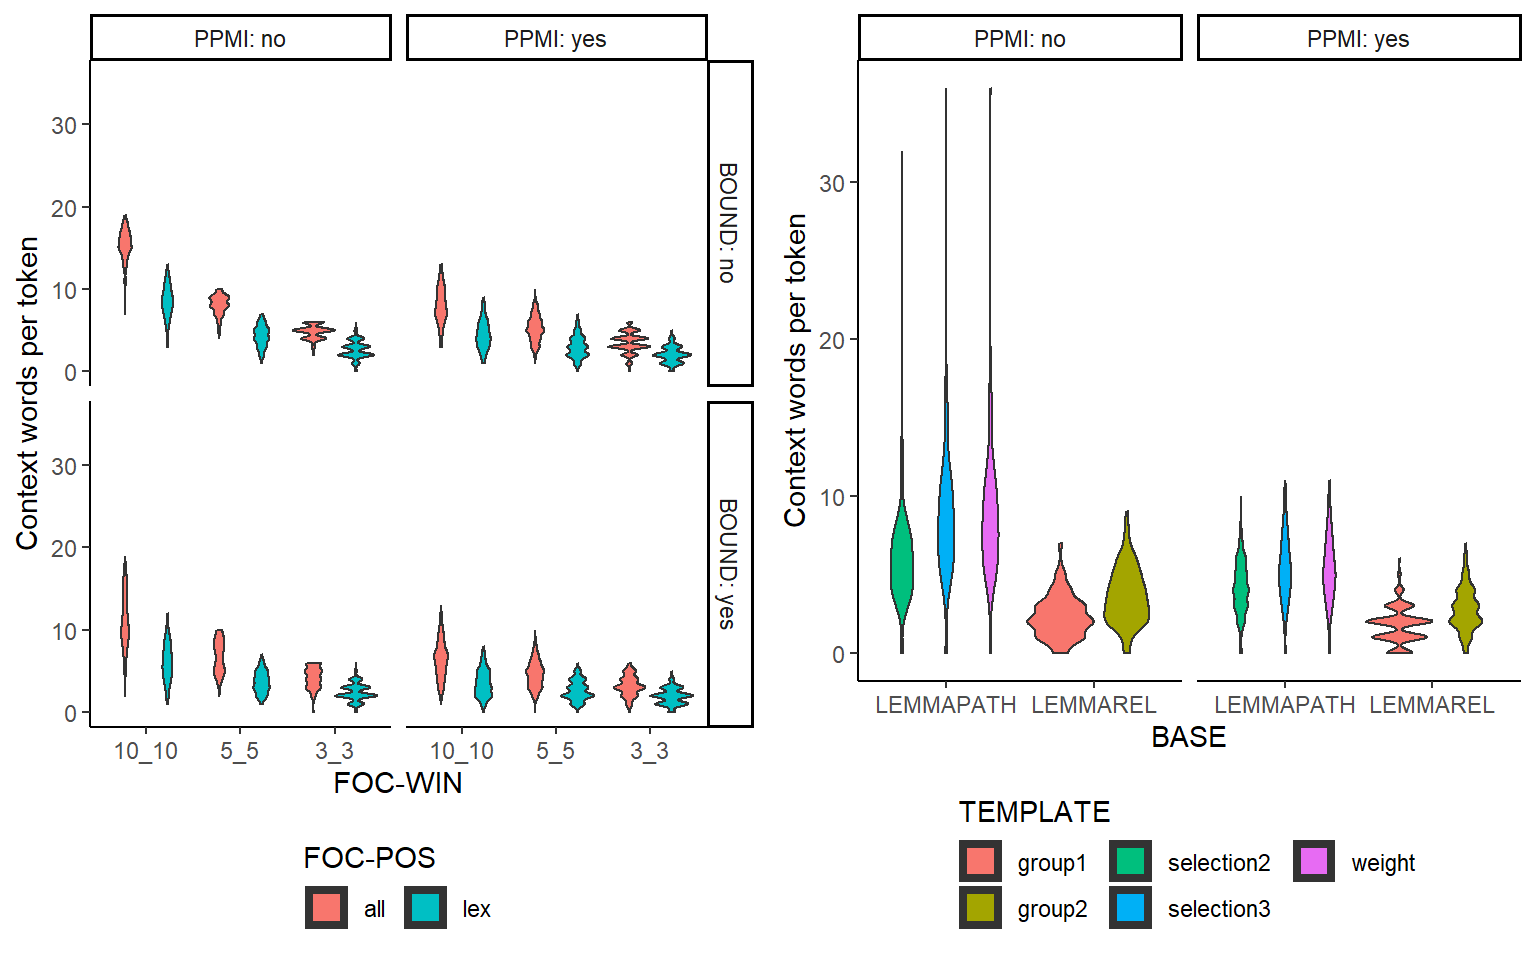 PPMI: no
PPMI: yes
Context words per token
30
20
10
0
BOUND: no
30
20
10
0
BOUND: yes
10_10
5_5
3_3
10_10
5_5
3_3
FOC-WIN
FOC-POS
all
lex
PPMI: no
PPMI: yes
Context words per token
30
20
10
0
LEMMAPATH
LEMMAREL
LEMMAPATH
LEMMAREL
BASE
TEMPLATE
group1
selection2
weight
group2
selection3